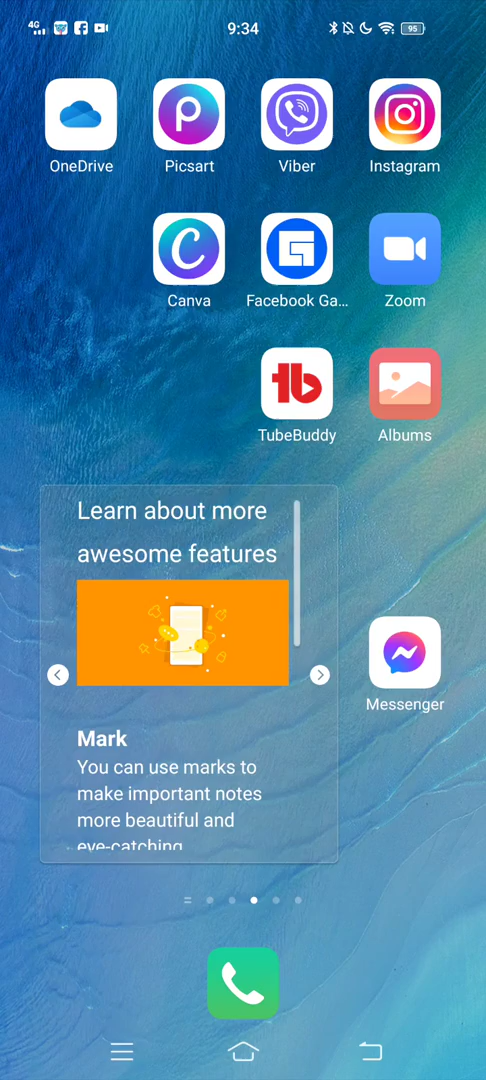 4G
9:34
95
OneDrive
Picsart
Viber
Instagram
Canva
Facebook Ga...
Zoom
TubeBuddy
Albums
Learn about more
awesome features
Mark
You can use marks to
make important notes
more beautiful and
eye-catching
Messenger